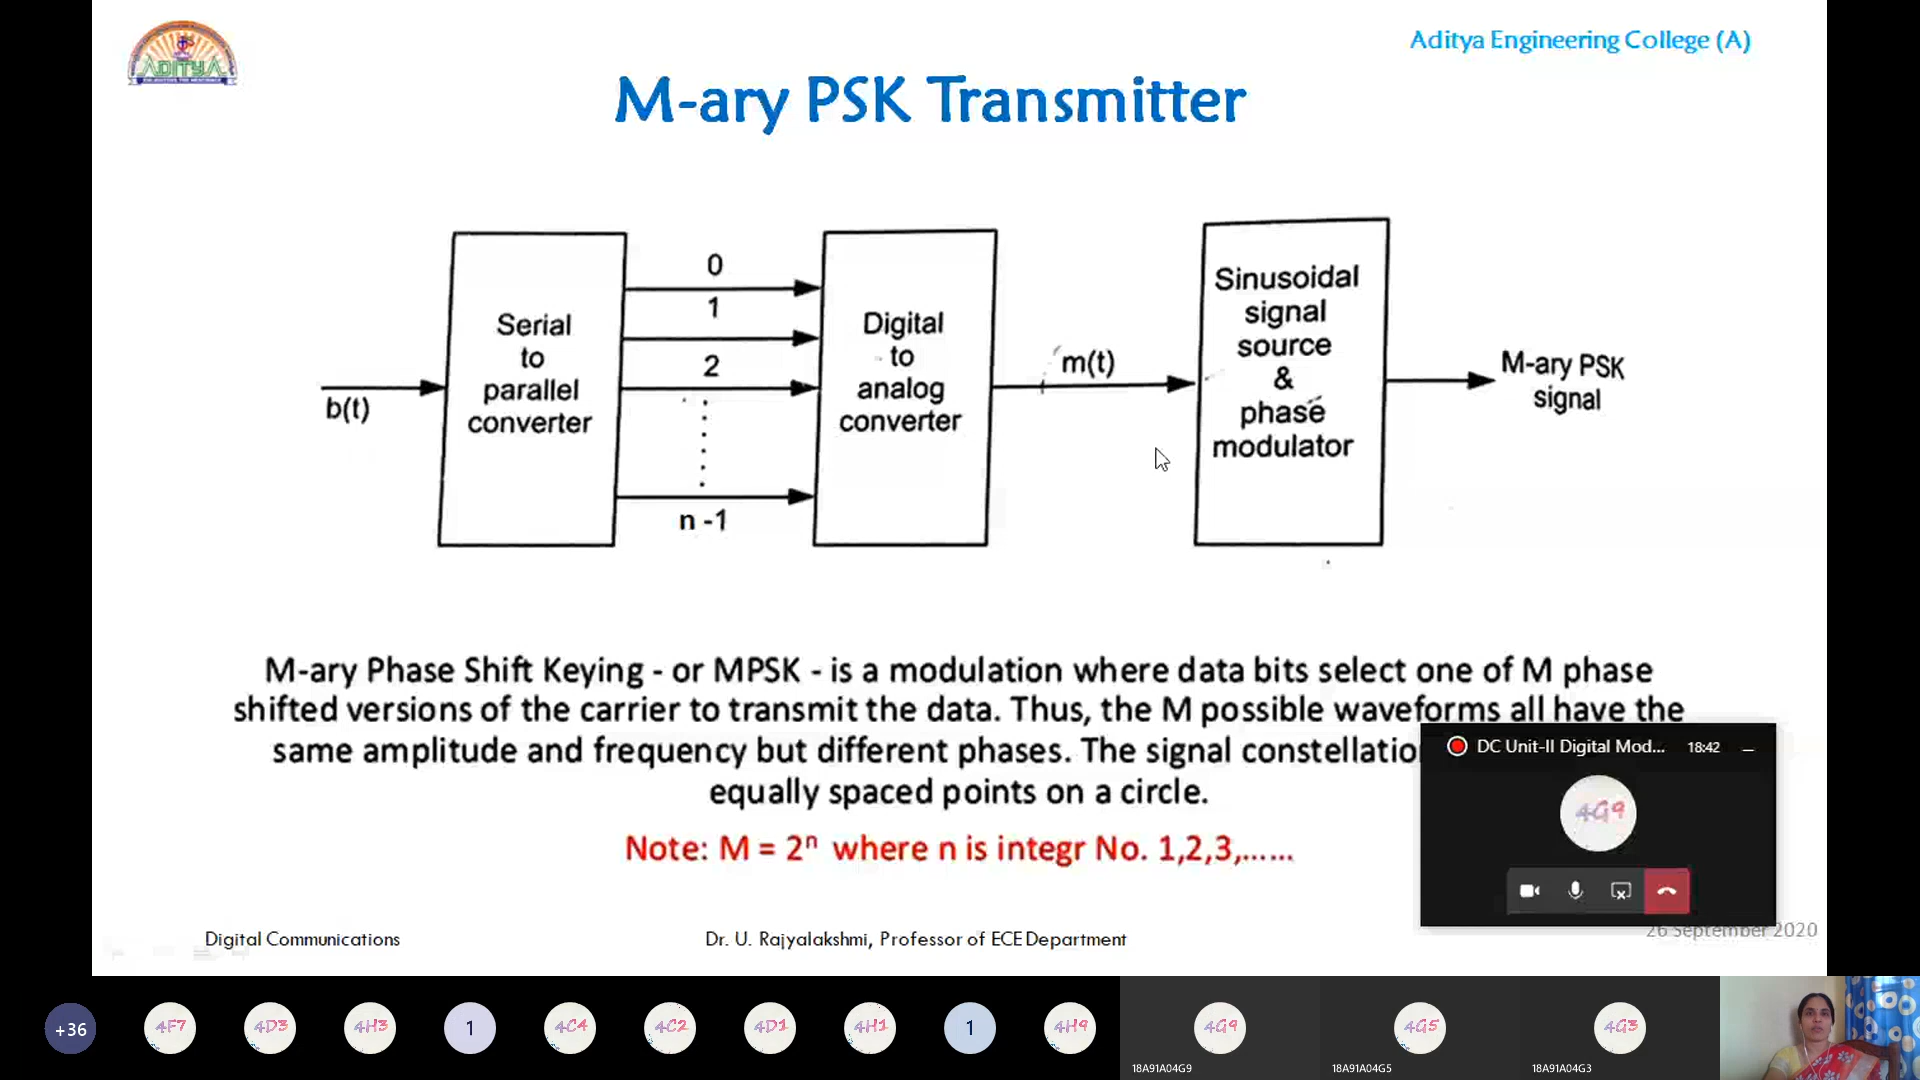 Aditya Engineering College (A)
ADITYA
M-ary PSK Transmitter
b(t)
Serial
to
parallel
converter
0
1
2
n -1
Digital
to
analog
converter
m(t)
Sinusoidal
signal
source
&
phase
modulator
M-ary PSK
signal
M-ary Phase Shift Keying - or MPSK - is a modulation where data bits select one of M phase
shifted versions of the carrier to transmit the data. Thus, the M possible waveforms all have the
same amplitude and frequency but different phases. The signal constellation
equally spaced points on a circle.
Note: M = 2ⁿ where n is integr No. 1,2,3,......
DC Unit-II Digital Mod... 18:42
4G9
Digital Communications
Dr. U. Rajyalakshmi, Professor of ECE Department
26 September 2020
+36 4F7 4D3 4H3 1 4C4 4C2 4D1 4H1 1 4H9 4G9 4G5 4G3
18A91A04G9 18A91A04G5 18A91A04G3